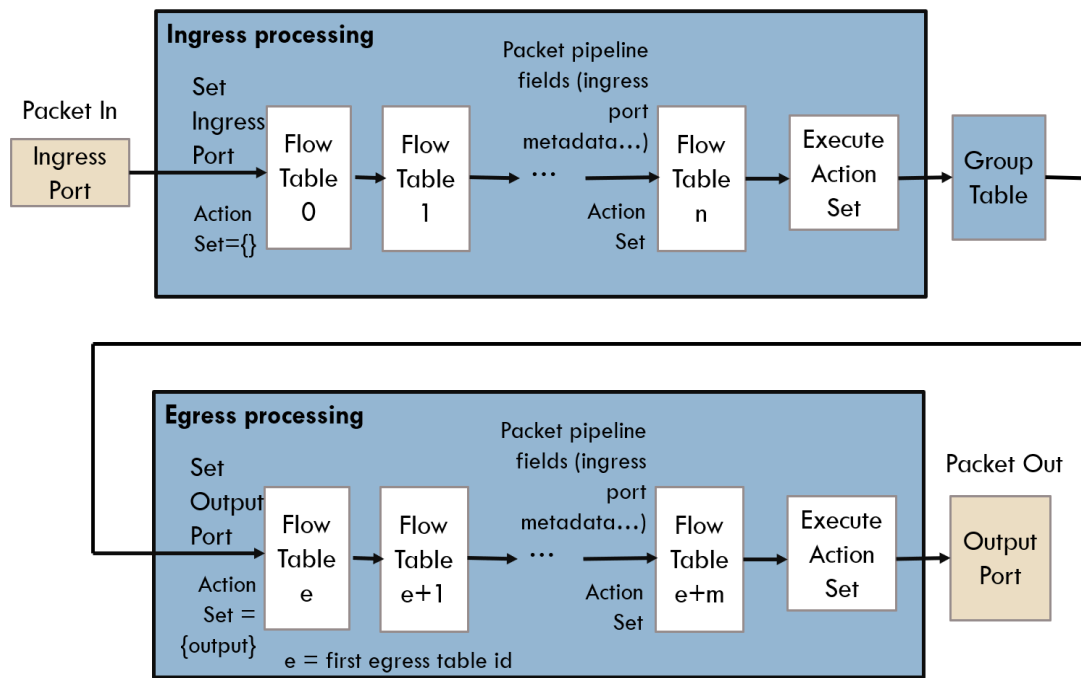 Ingress processing
Packet In
Ingress
Port
Set
Ingress
Port
Action
Set={}
Flow
Table
0
Flow
Table
1
Packet pipeline
fields (ingress
port
metadata...)
...
Action
Set
Flow
Table
n
Execute
Action
Set
Group
Table
Egress processing
Set
Output
Port
Action
Set =
{output}
Flow
Table
e
Flow
Table
e+1
e = first egress table id
Packet pipeline
fields (ingress
port
metadata...)
...
Action
Set
Flow
Table
e+m
Execute
Action
Set
Packet Out
Output
Port